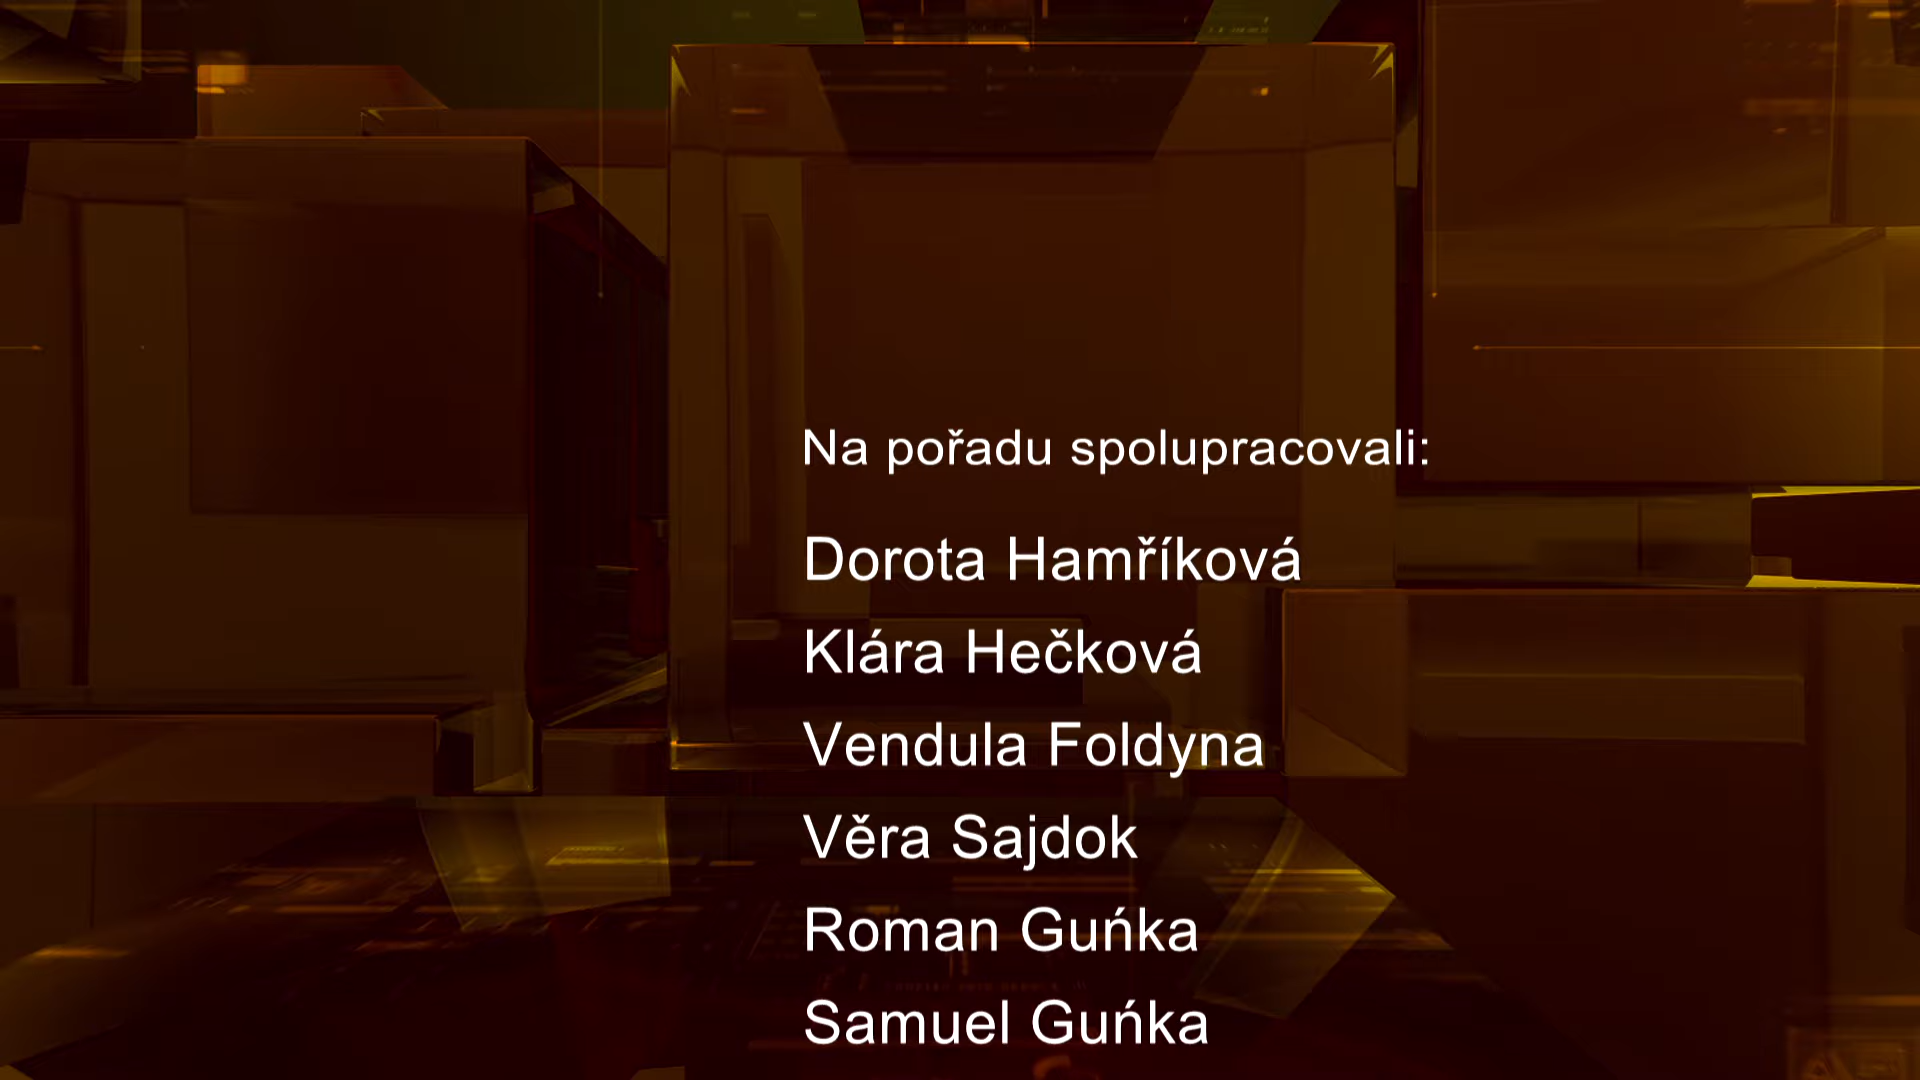 Na pořadu spolupracovali:
Dorota Hamříková
Klára Hečková
Vendula Foldyna
Věra Sajdok
Roman Guńka
Samuel Guńka